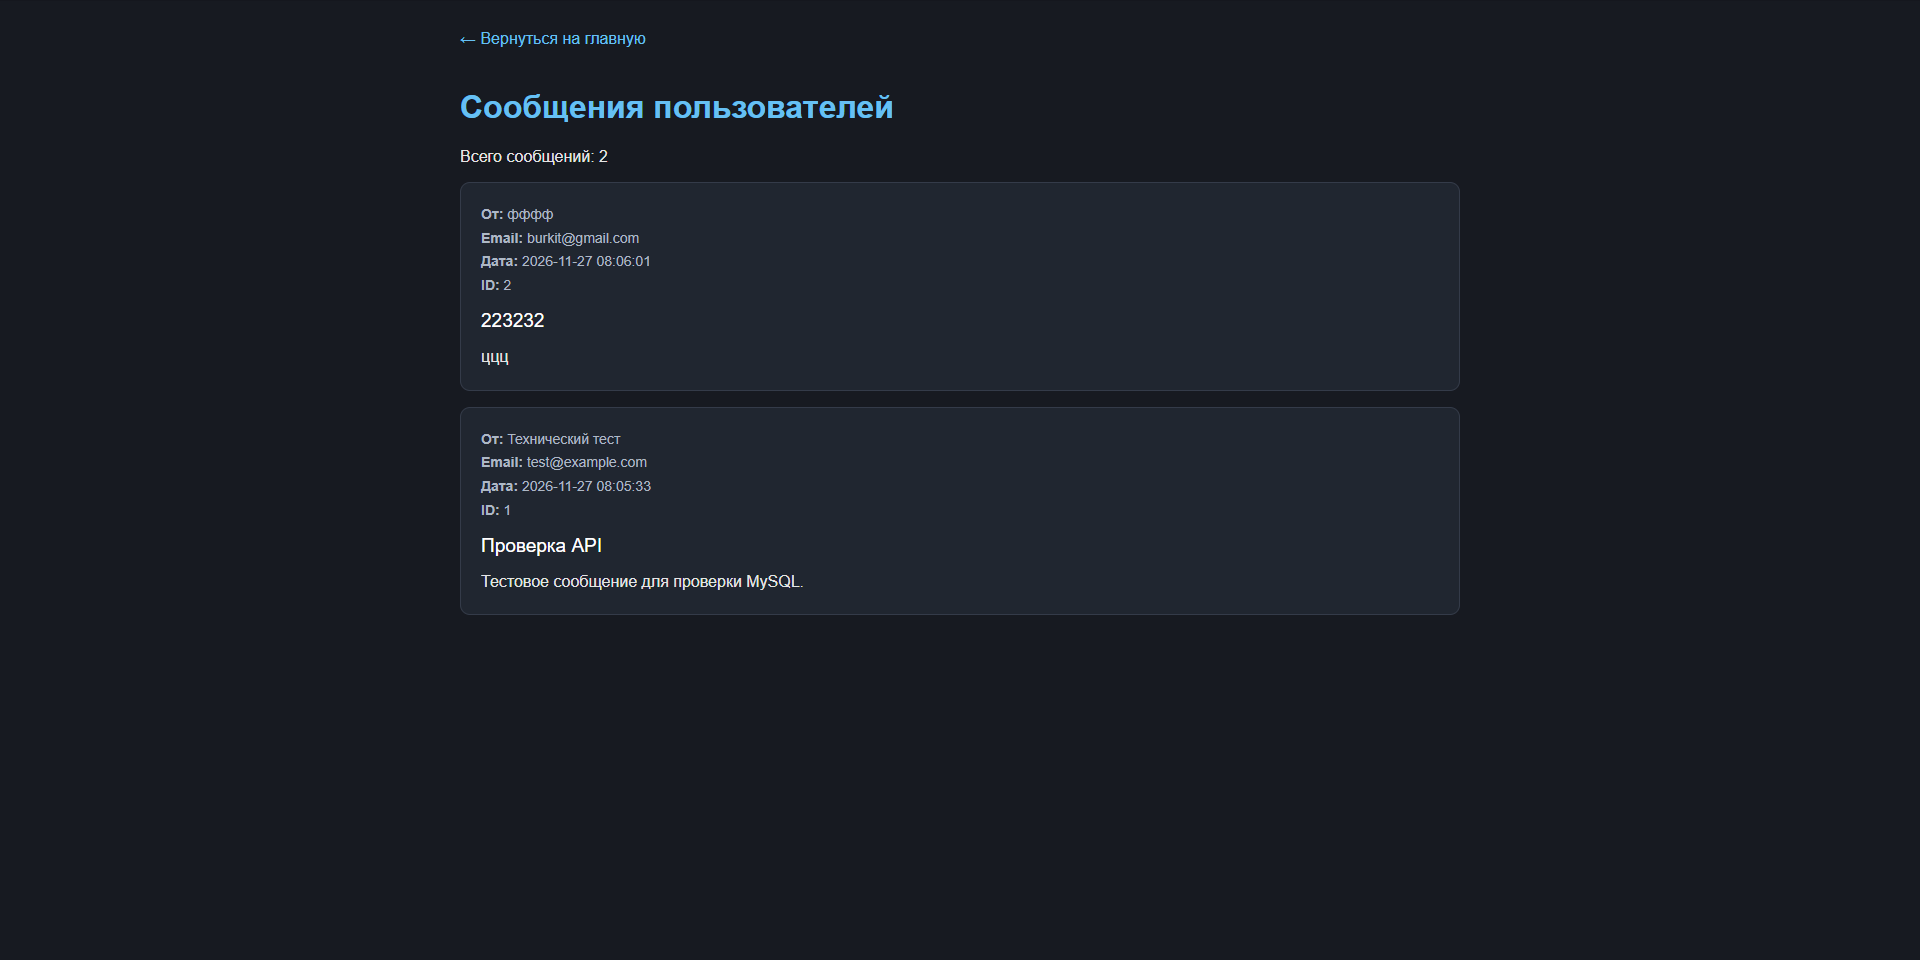 ← Вернуться на главную
Сообщения пользователей
Всего сообщений: 2
От: фффф
Email: burkit@gmail.com
Дата: 2026-11-27 08:06:01
ID: 2
223232
ццц
От: Технический тест
Email: test@example.com
Дата: 2026-11-27 08:05:33
ID: 1
Проверка API
Тестовое сообщение для проверки MySQL.